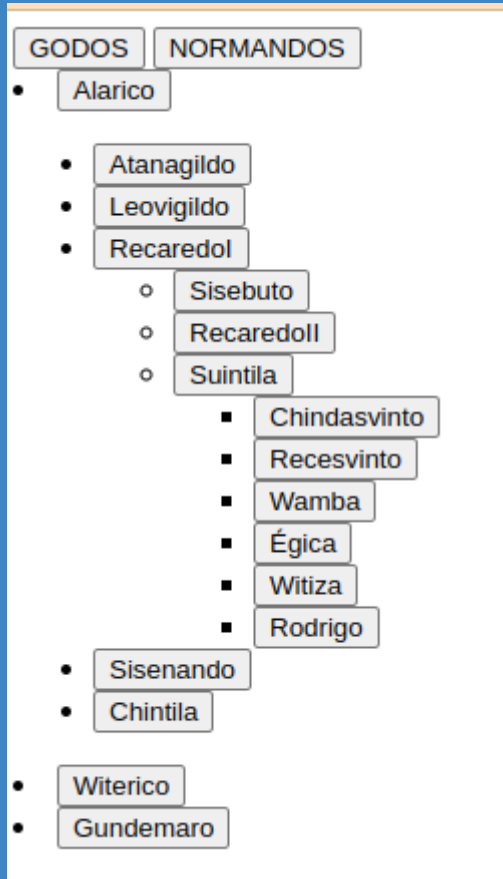 GODOS NORMANDOS
Alarico
Atanagildo
Leovigildo
RecaredoI
Sisebuto
RecaredoII
Suintila
Chindasvinto
Recesvinto
Wamba
Égica
Witiza
Rodrigo
Sisenando
Chintila
Witerico
Gundemaro